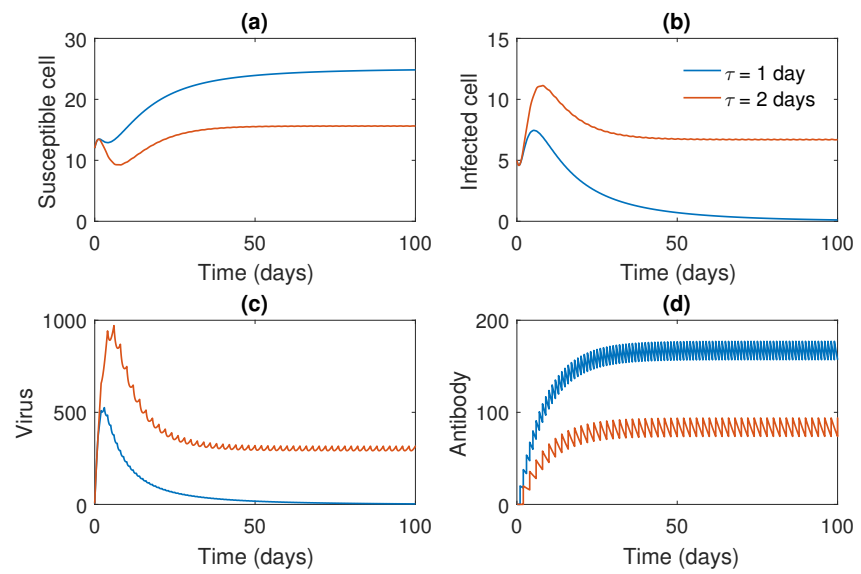 (a)
Susceptible cell
30
20
10
0
0
50
100
Time (days)
(b)
Infected cell
15
10
5
0
0
50
100
Time (days)
τ = 1 day
τ = 2 days
(c)
Virus
1000
500
0
0
50
100
Time (days)
(d)
Antibody
200
100
0
0
50
100
Time (days)